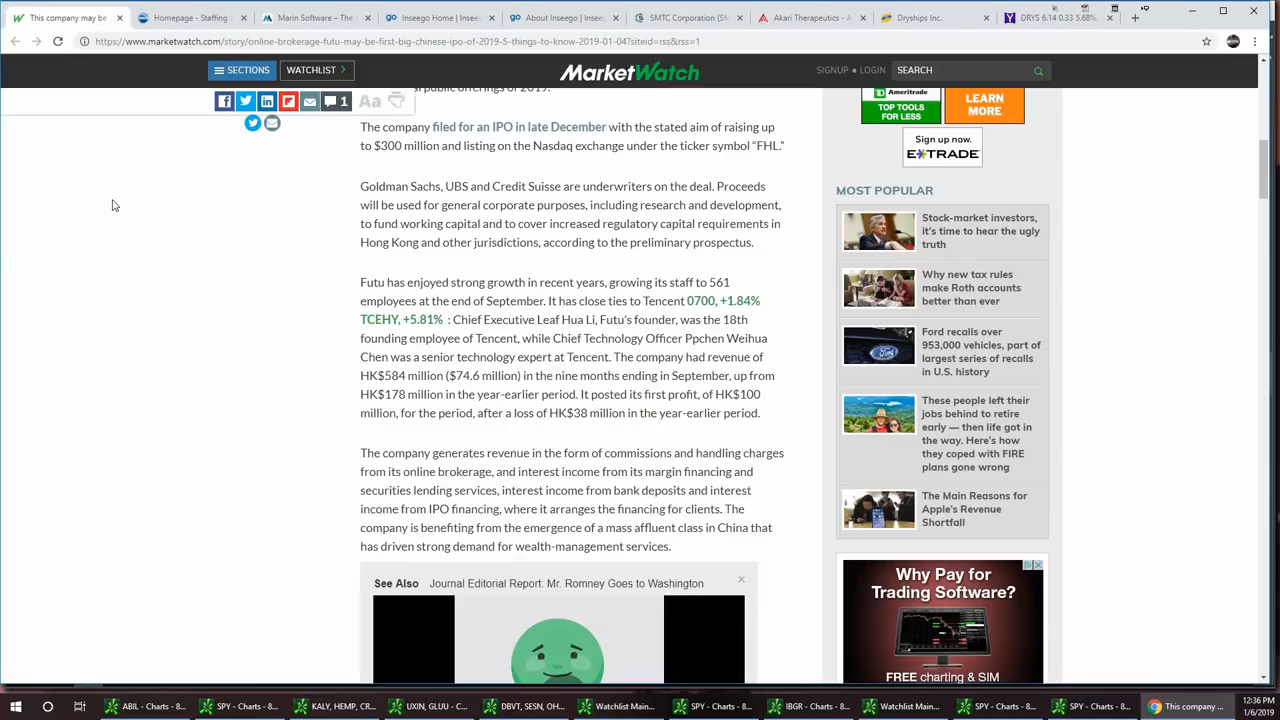 This company may be
Homepage - Staffing
Marin Software – The
Inseego Home | Insee
About Inseego | Insee
SMTC Corporation (SM
Akari Therapeutics - A
Dryships Inc.
DRYS 6.14 0.33 5.68%
https://www.marketwatch.com/story/online-brokerage-futu-may-be-first-big-chinese-ipo-of-2019-5-things-to-know-2019-01-04?siteid=rss&rss=1
SECTIONS
WATCHLIST
MarketWatch
SIGNUP • LOGIN
SEARCH
1
Aa
public offerings of 2019.
The company filed for an IPO in late December with the stated aim of raising up
to $300 million and listing on the Nasdaq exchange under the ticker symbol “FHL.”
Goldman Sachs, UBS and Credit Suisse are underwriters on the deal. Proceeds
will be used for general corporate purposes, including research and development,
to fund working capital and to cover increased regulatory capital requirements in
Hong Kong and other jurisdictions, according to the preliminary prospectus.
Futu has enjoyed strong growth in recent years, growing its staff to 561
employees at the end of September. It has close ties to Tencent 0700, +1.84%
TCEHY, +5.81% : Chief Executive Leaf Hua Li, Futu’s founder, was the 18th
founding employee of Tencent, while Chief Technology Officer Ppchen Weihua
Chen was a senior technology expert at Tencent. The company had revenue of
HK$584 million ($74.6 million) in the nine months ending in September, up from
HK$178 million in the year-earlier period. It posted its first profit, of HK$100
million, for the period, after a loss of HK$38 million in the year-earlier period.
The company generates revenue in the form of commissions and handling charges
from its online brokerage, and interest income from its margin financing and
securities lending services, interest income from bank deposits and interest
income from IPO financing, where it arranges the financing for clients. The
company is benefiting from the emergence of a mass affluent class in China that
has driven strong demand for wealth-management services.
See Also Journal Editorial Report: Mr. Romney Goes to Washington
Ameritrade
TOP TOOLS
FOR LESS
LEARN
MORE
Sign up now.
E*TRADE
MOST POPULAR
Stock-market investors,
it’s time to hear the ugly
truth
Why new tax rules
make Roth accounts
better than ever
Ford recalls over
953,000 vehicles, part of
largest series of recalls
in U.S. history
These people left their
jobs behind to retire
early — then life got in
the way. Here’s how
they coped with FIRE
plans gone wrong
The Main Reasons for
Apple’s Revenue
Shortfall
Why Pay for
Trading Software?
FREE charting & SIM
ABIL - Charts - 8...
SPY - Charts - 8...
KALY, HEMP, CR...
UXIN, GLUU - C...
DBVT, SESN, OH...
Watchlist Main...
SPY - Charts - 8...
IBGR - Charts - 8...
Watchlist Main...
SPY - Charts - 8...
SPY - Charts - 8...
This company m...
12:36 PM
1/6/2019